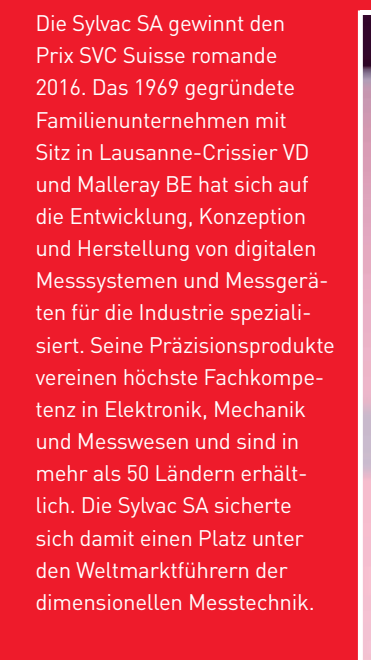 Die Sylvac SA gewinnt den
Prix SVC Suisse romande
2016. Das 1969 gegründete
Familienunternehmen mit
Sitz in Lausanne-Crissier VD
und Malleray BE hat sich auf
die Entwicklung, Konzeption
und Herstellung von digitalen
Messsystemen und Messgerä-
ten für die Industrie speziali-
siert. Seine Präzisionsprodukte
vereinen höchste Fachkompe-
tenz in Elektronik, Mechanik
und Messwesen und sind in
mehr als 50 Ländern erhält-
lich. Die Sylvac SA sicherte
sich damit einen Platz unter
den Weltmarktführern der
dimensionellen Messtechnik.